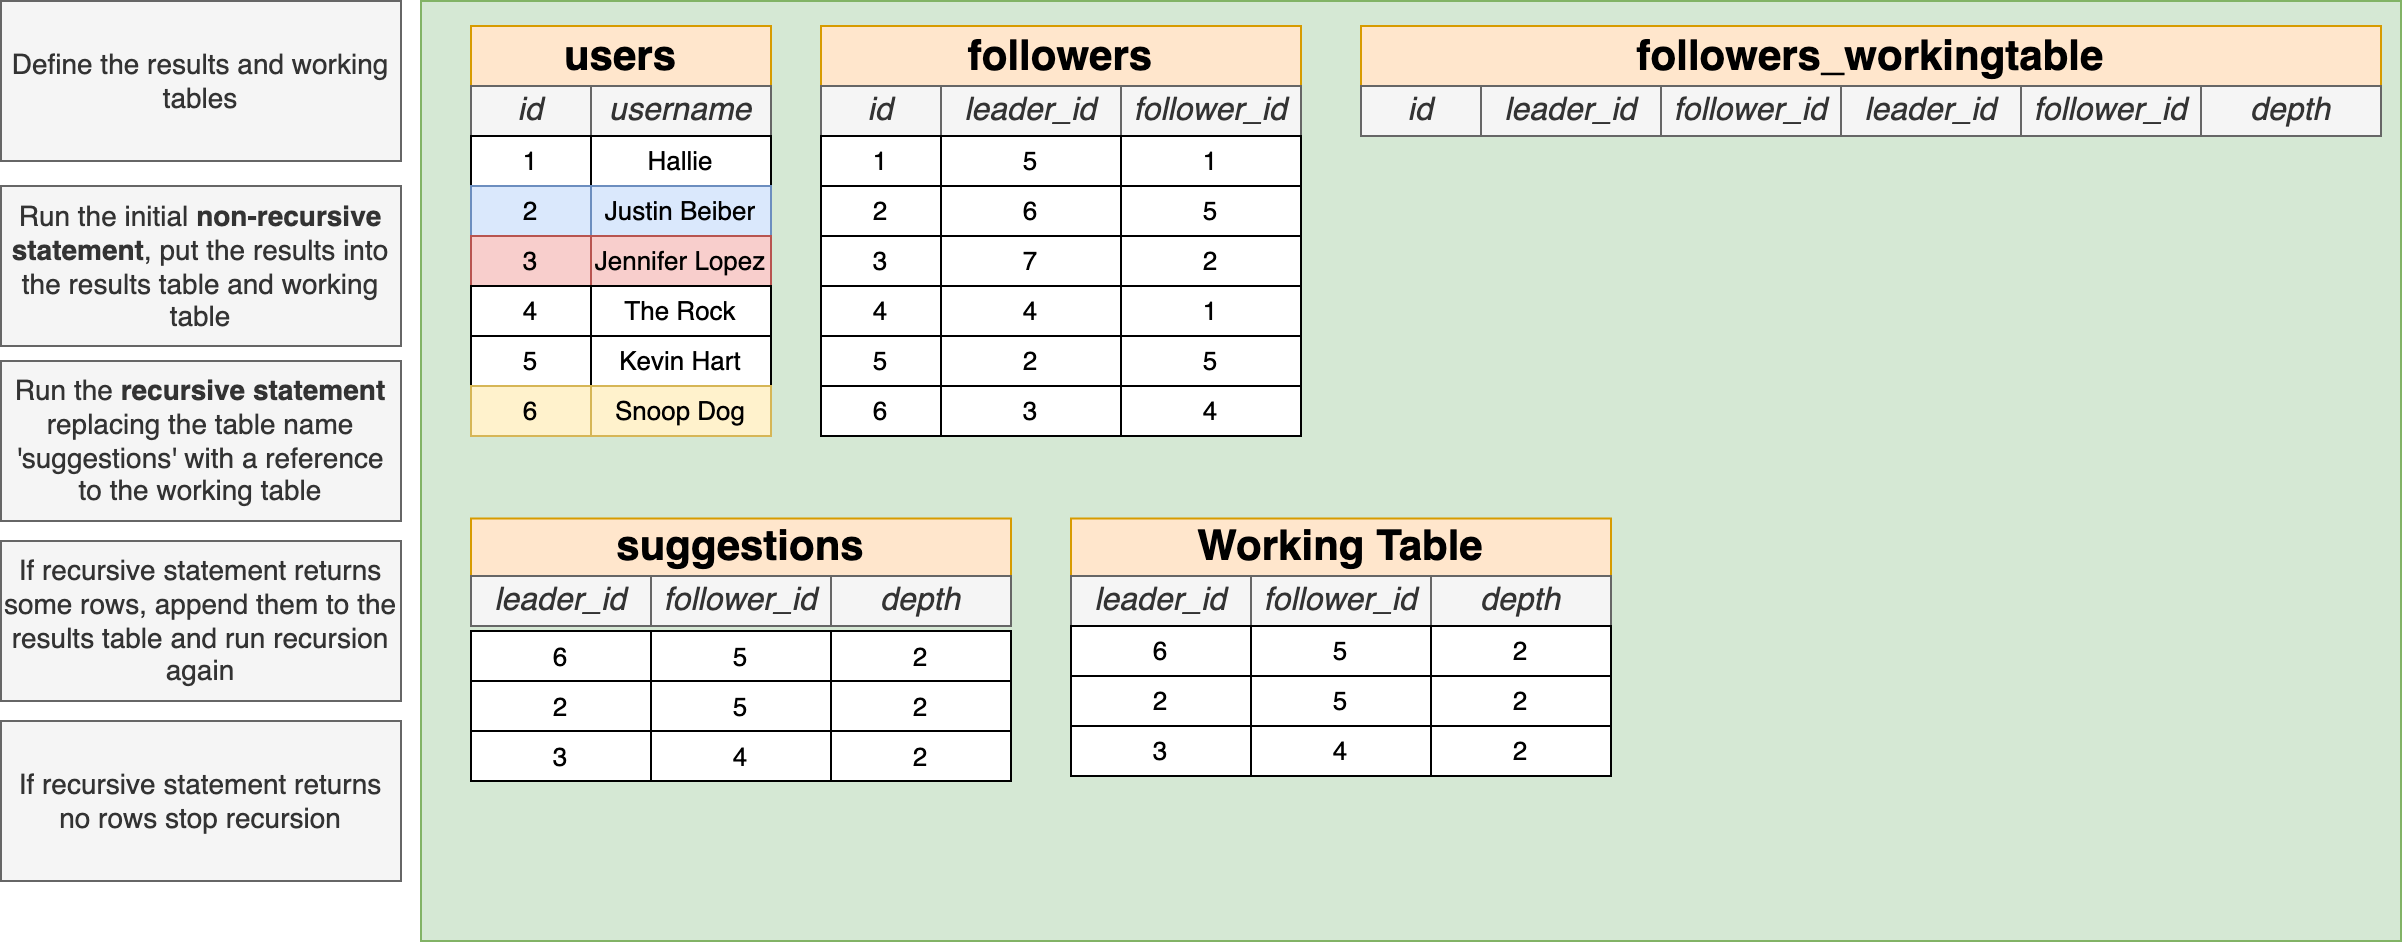 Define the results and working
tables
Run the initial non-recursive
statement, put the results into
the results table and working
table
Run the recursive statement
replacing the table name
'suggestions' with a reference
to the working table
If recursive statement returns
some rows, append them to the
results table and run recursion
again
If recursive statement returns
no rows stop recursion
users
id username
1 Hallie
2 Justin Beiber
3 Jennifer Lopez
4 The Rock
5 Kevin Hart
6 Snoop Dog
followers
id leader_id follower_id
1 5 1
2 6 5
3 7 2
4 4 1
5 2 5
6 3 4
followers_workingtable
id leader_id follower_id leader_id follower_id depth
suggestions
leader_id follower_id depth
6 5 2
2 5 2
3 4 2
Working Table
leader_id follower_id depth
6 5 2
2 5 2
3 4 2